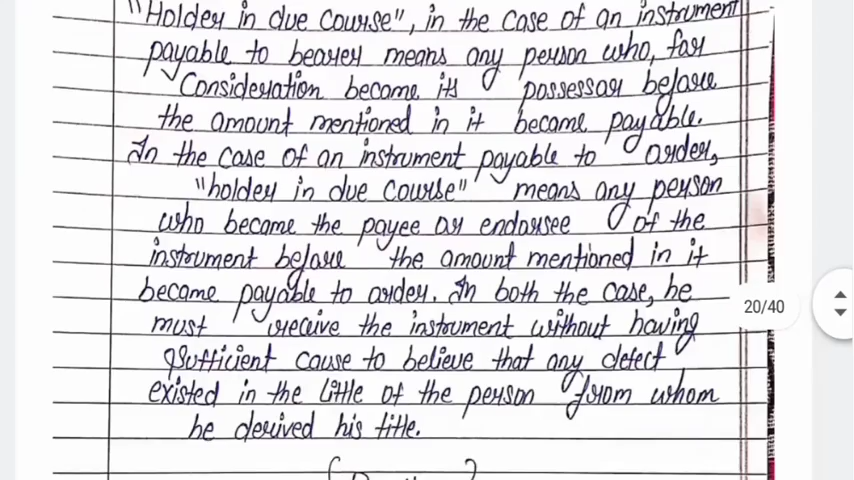 "Holder in due course", in the case of an instrument
payable to bearer means any person who, for
Consideration became its possessor before
the amount mentioned in it became payable.
In the case of an instrument payable to order,
"holder in due course" means any person
who became the payee or endorsee of the
instrument before the amount mentioned in it
became payable to order. In both the case, he
must receive the instrument without having
sufficient cause to believe that any defect
existed in the little of the person from whom
he derived his title.
20/40